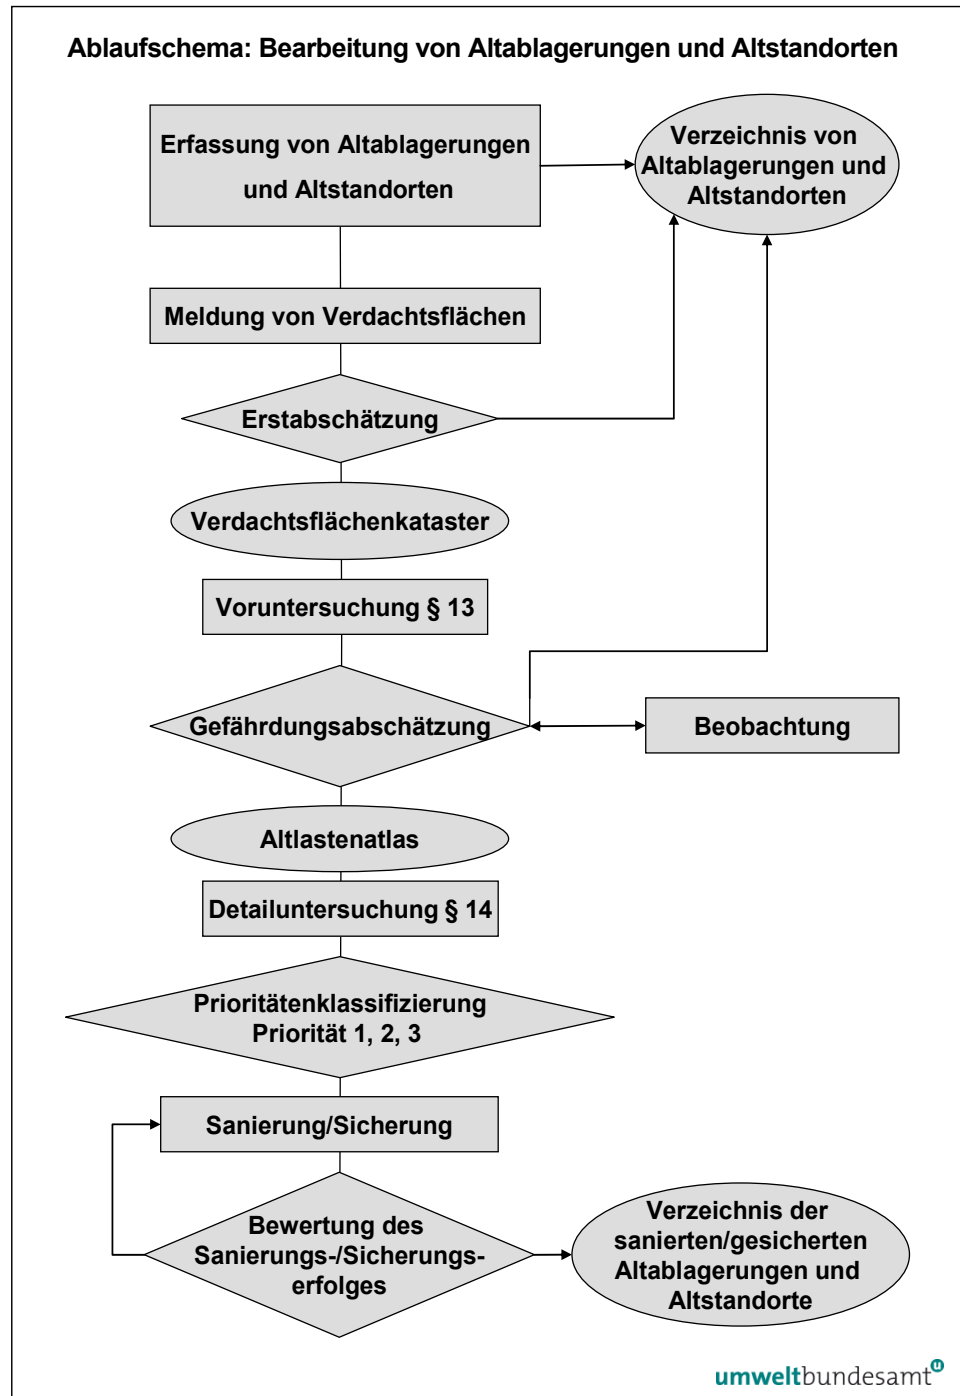 Ablaufschema: Bearbeitung von Altablagerungen und Altstandorten
Erfassung von Altablagerungen
und Altstandorten
Verzeichnis von
Altablagerungen und
Altstandorten
Meldung von Verdachtsflächen
Erstabschätzung
Verdachtsflächenkataster
Voruntersuchung § 13
Gefährdungsabschätzung
Beobachtung
Altlastenatlas
Detailuntersuchung § 14
Prioritätenklassifizierung
Priorität 1, 2, 3
Sanierung/Sicherung
Bewertung des
Sanierungs-/Sicherungs-
erfolges
Verzeichnis der
sanierten/gesicherten
Altablagerungen und
Altstandorte
umweltbundesamt
u